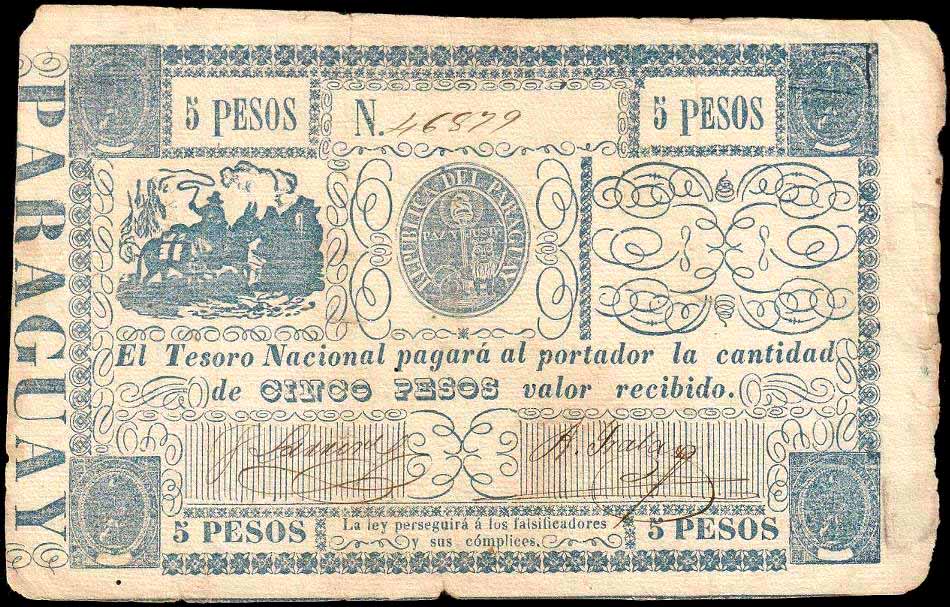 PARAGUAY
5 PESOS
N. 46879
5 PESOS
REPUBLICA DEL PARAGUAY
PAZ Y JUST
El Tesoro Nacional pagará al portador la cantidad
de CINCO PESOS valor recibido.
5 PESOS
La ley perseguirá á los falsificadores
y sus cómplices.
5 PESOS